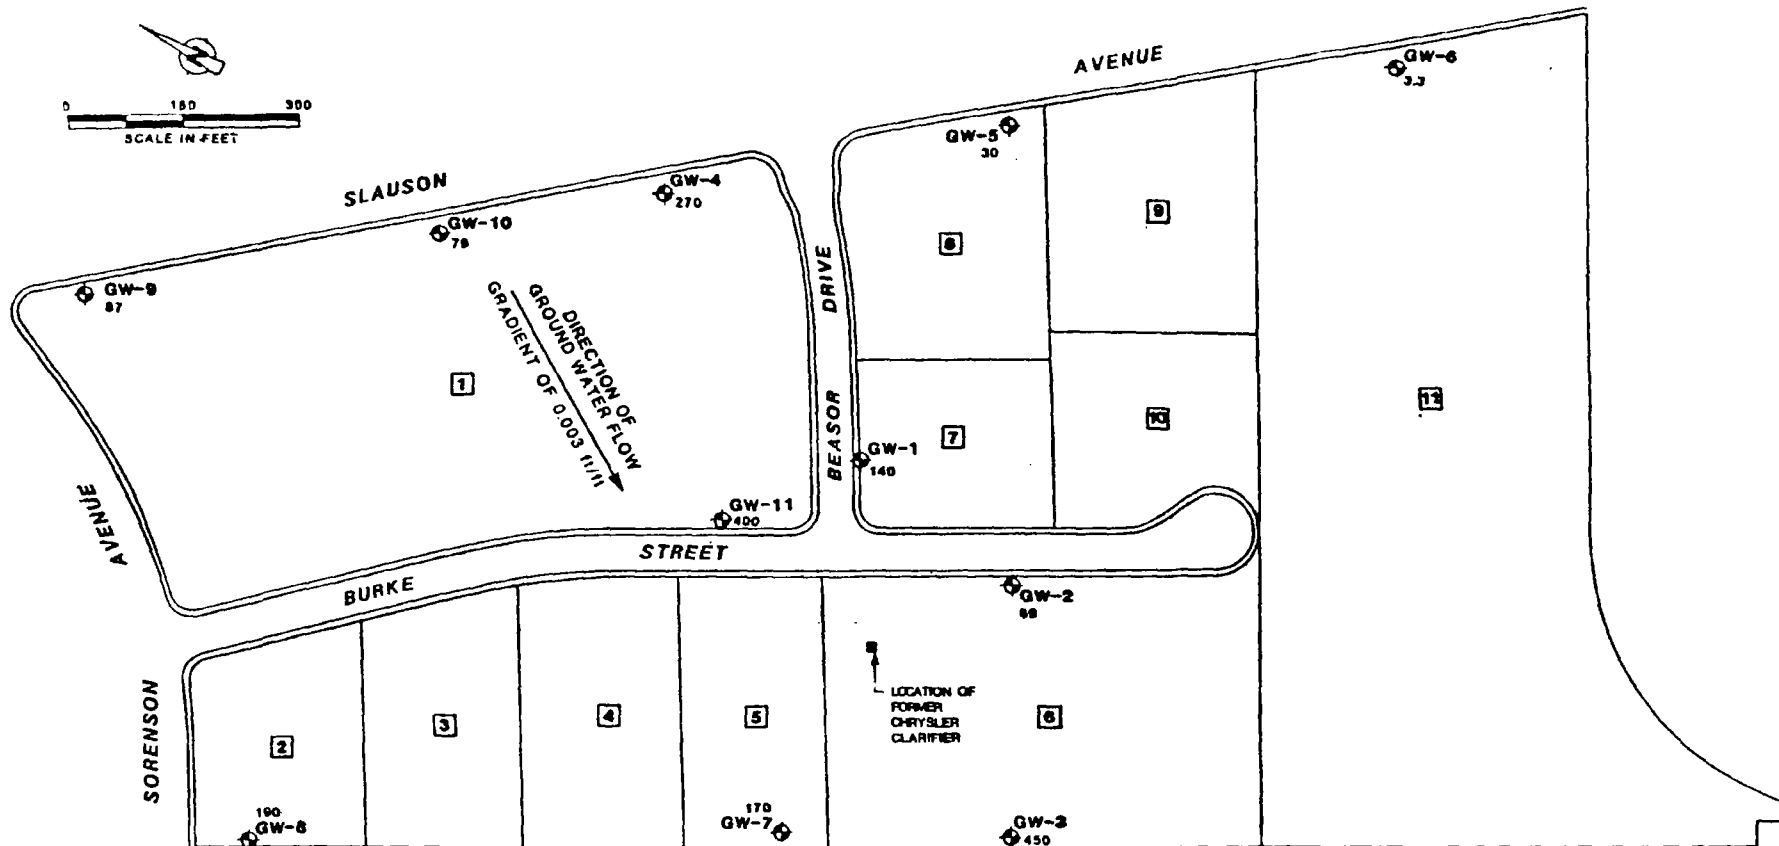 0 150 300
SCALE IN FEET
SLAUSON
AVENUE
GW-6
3.3
GW-5
30
GW-4
270
GW-10
GW-9
87
8
9
1
DIRECTION OF
GROUND WATER FLOW
GRADIENT OF 0.003 ft/ft
BEASOR DRIVE
7
10
GW-1
140
GW-11
400
AVENUE
SORENSON
BURKE
STREET
GW-2
LOCATION OF
FORMER
CHRYSLER
CLARIFIER
2
3
4
5
6
190
GW-8
170
GW-7
GW-3
450